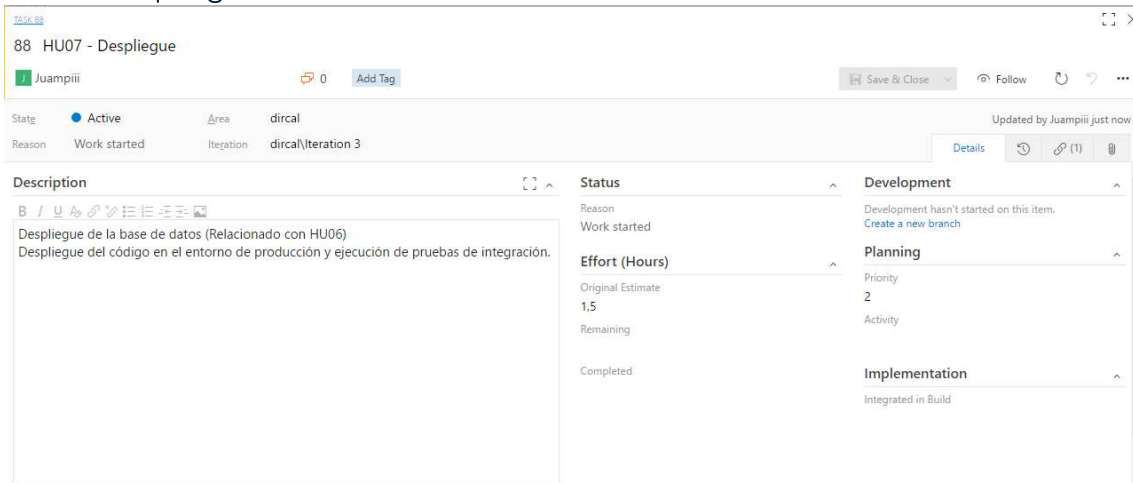 TASK 88
88 HU07 - Despliegue
J Juampiii 0 Add Tag Save & Close Follow
State Active Area dircal Updated by Juampiii just now
Reason Work started Iteration dircal\Iteration 3 Details (1)
Description
B I U
Despliegue de la base de datos (Relacionado con HU06)
Despliegue del código en el entorno de producción y ejecución de pruebas de integración.
Status
Reason
Work started
Effort (Hours)
Original Estimate
1,5
Remaining
Completed
Development
Development hasn't started on this item.
Create a new branch
Planning
Priority
2
Activity
Implementation
Integrated in Build